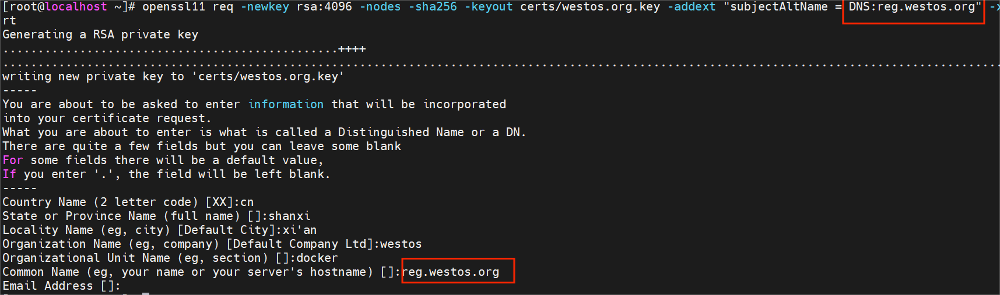 [root@localhost ~]# openssl11 req -newkey rsa:4096 -nodes -sha256 -keyout certs/westos.org.key -addext "subjectAltName = DNS:reg.westos.org" -x
rt
Generating a RSA private key
................................................++++
...............................................................................................................................................
writing new private key to 'certs/westos.org.key'
-----
You are about to be asked to enter information that will be incorporated
into your certificate request.
What you are about to enter is what is called a Distinguished Name or a DN.
There are quite a few fields but you can leave some blank
For some fields there will be a default value,
If you enter '.', the field will be left blank.
-----
Country Name (2 letter code) [XX]:cn
State or Province Name (full name) []:shanxi
Locality Name (eg, city) [Default City]:xi'an
Organization Name (eg, company) [Default Company Ltd]:westos
Organizational Unit Name (eg, section) []:docker
Common Name (eg, your name or your server's hostname) []:reg.westos.org
Email Address []: